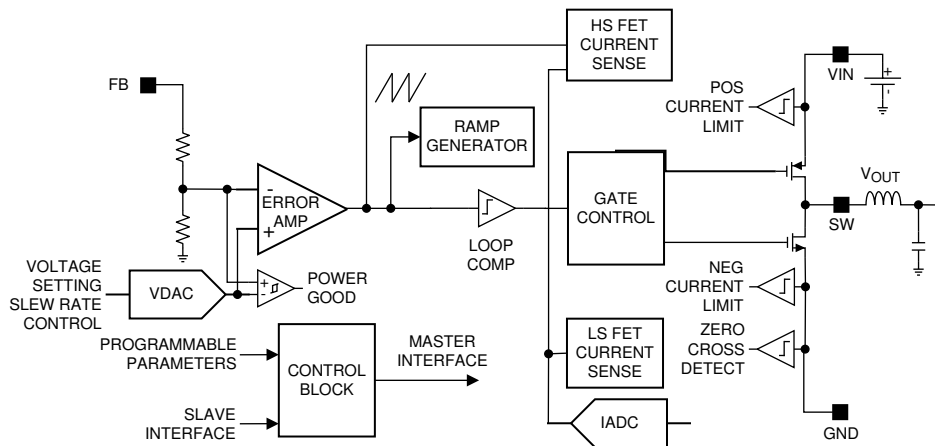 HS FET
CURRENT
SENSE
VIN
+
-
FB
POS
CURRENT
LIMIT
RAMP
GENERATOR
-
ERROR
AMP
+
GATE
CONTROL
VOUT
SW
LOOP
COMP
VOLTAGE
SETTING
SLEW RATE
CONTROL
VDAC
+
-
POWER
GOOD
NEG
CURRENT
LIMIT
PROGRAMMABLE
PARAMETERS
CONTROL
BLOCK
MASTER
INTERFACE
LS FET
CURRENT
SENSE
ZERO
CROSS
DETECT
SLAVE
INTERFACE
IADC
GND